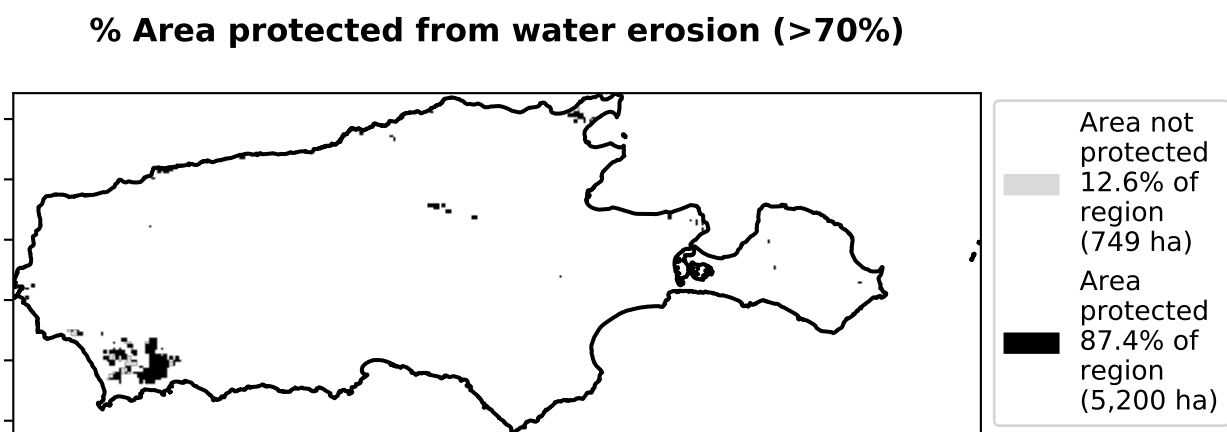 % Area protected from water erosion (>70%)
Area not
protected
12.6% of
region
(749 ha)
Area
protected
87.4% of
region
(5,200 ha)